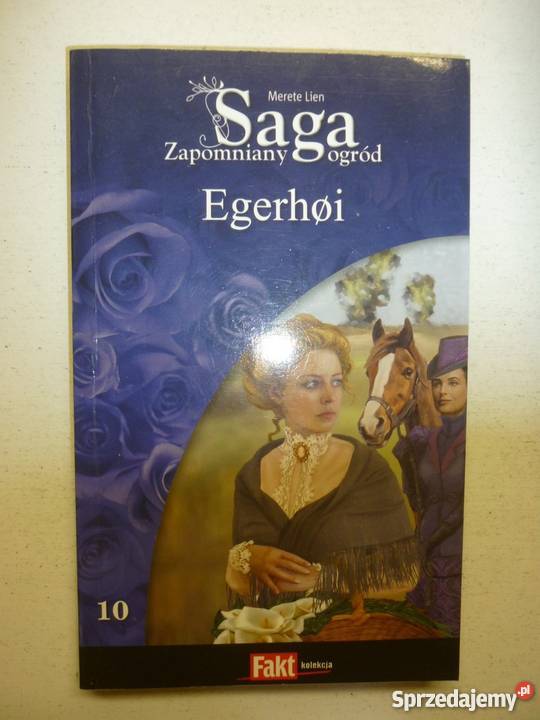 Merete Lien
Saga
Zapomniany ogród
Egerhøi
10
Fakt kolekcja
Sprzedajemy.pl